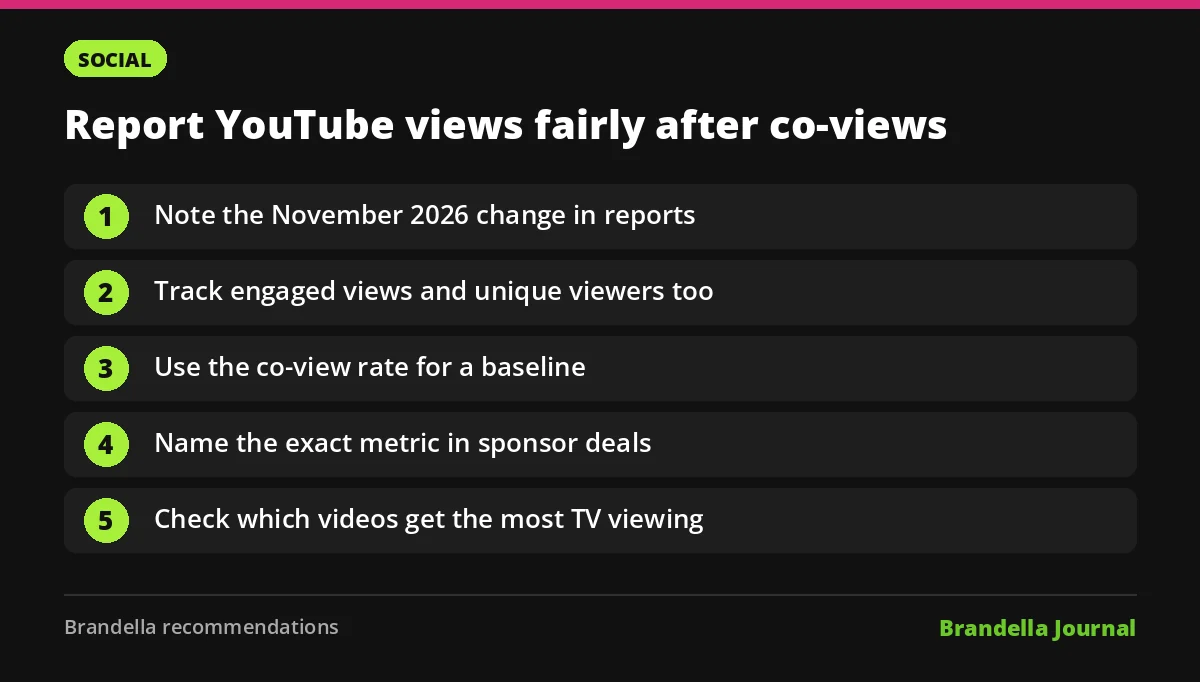 SOCIAL
Report YouTube views fairly after co-views
1 Note the November 2026 change in reports
2 Track engaged views and unique viewers too
3 Use the co-view rate for a baseline
4 Name the exact metric in sponsor deals
5 Check which videos get the most TV viewing
Brandella recommendations
Brandella Journal